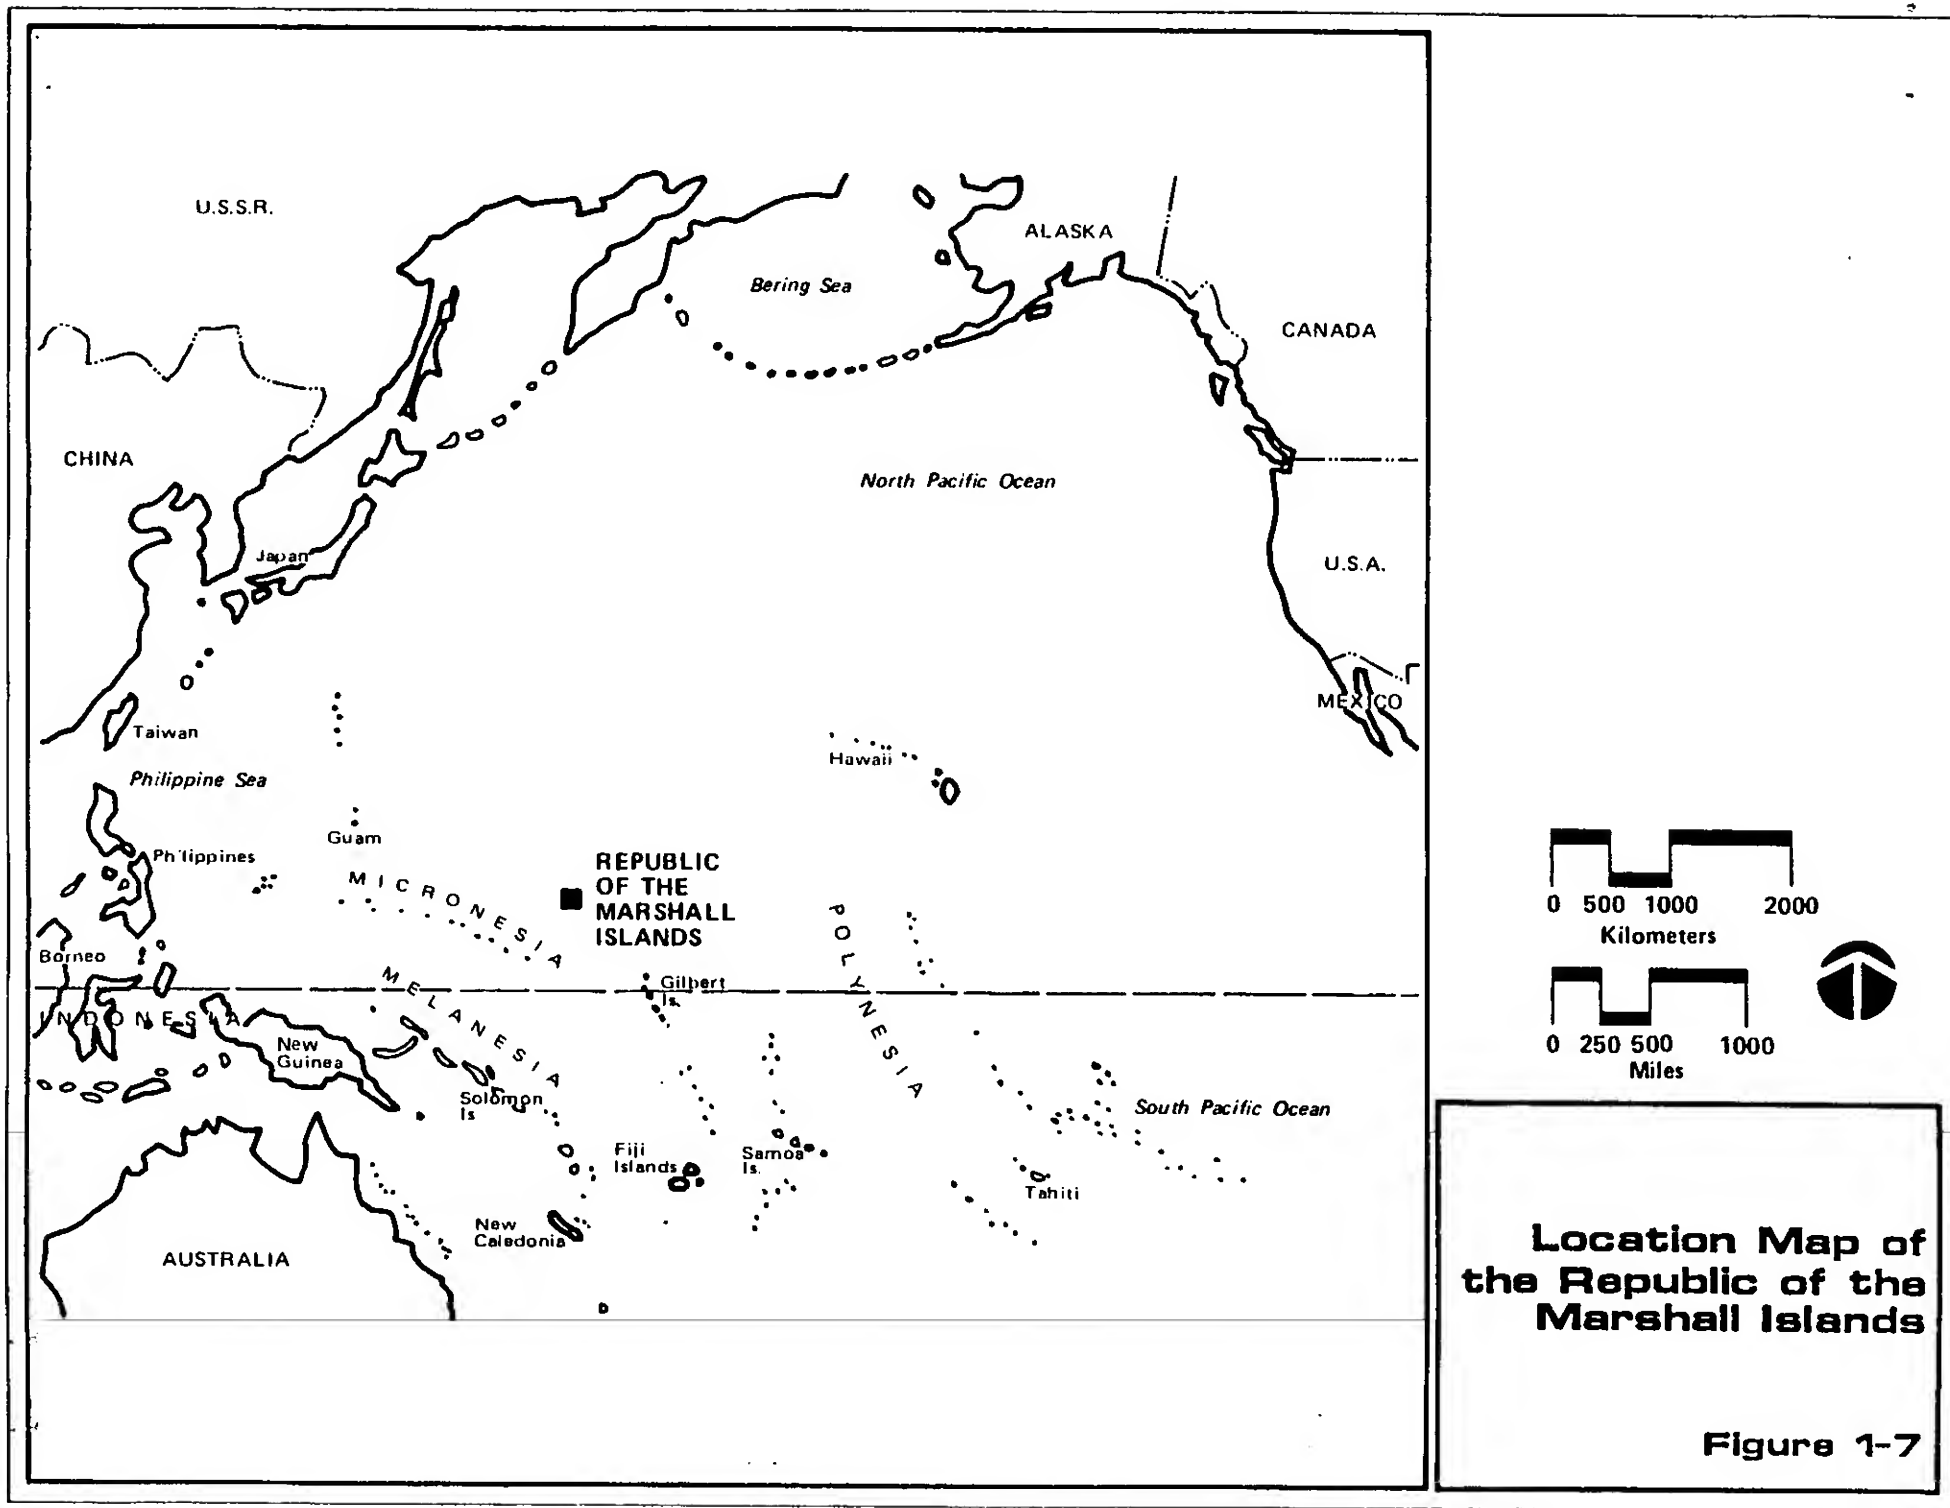 U.S.S.R.
ALASKA
Bering Sea
CANADA
CHINA
North Pacific Ocean
Japan
U.S.A.
MEXICO
Taiwan
Hawaii
Philippine Sea
Guam
Philippines
REPUBLIC
OF THE
MARSHALL
ISLANDS
MICRONESIA
POLYNESIA
Borneo
MELANESIA
Gilbert
Is.
INDONESIA
New
Guinea
Solomon
Is
South Pacific Ocean
Fiji
Islands
Samoa
Is.
Tahiti
New
Caledonia
AUSTRALIA
0 500 1000 2000
Kilometers
0 250 500 1000
Miles
Location Map of
the Republic of the
Marshall Islands
Figure 1-7